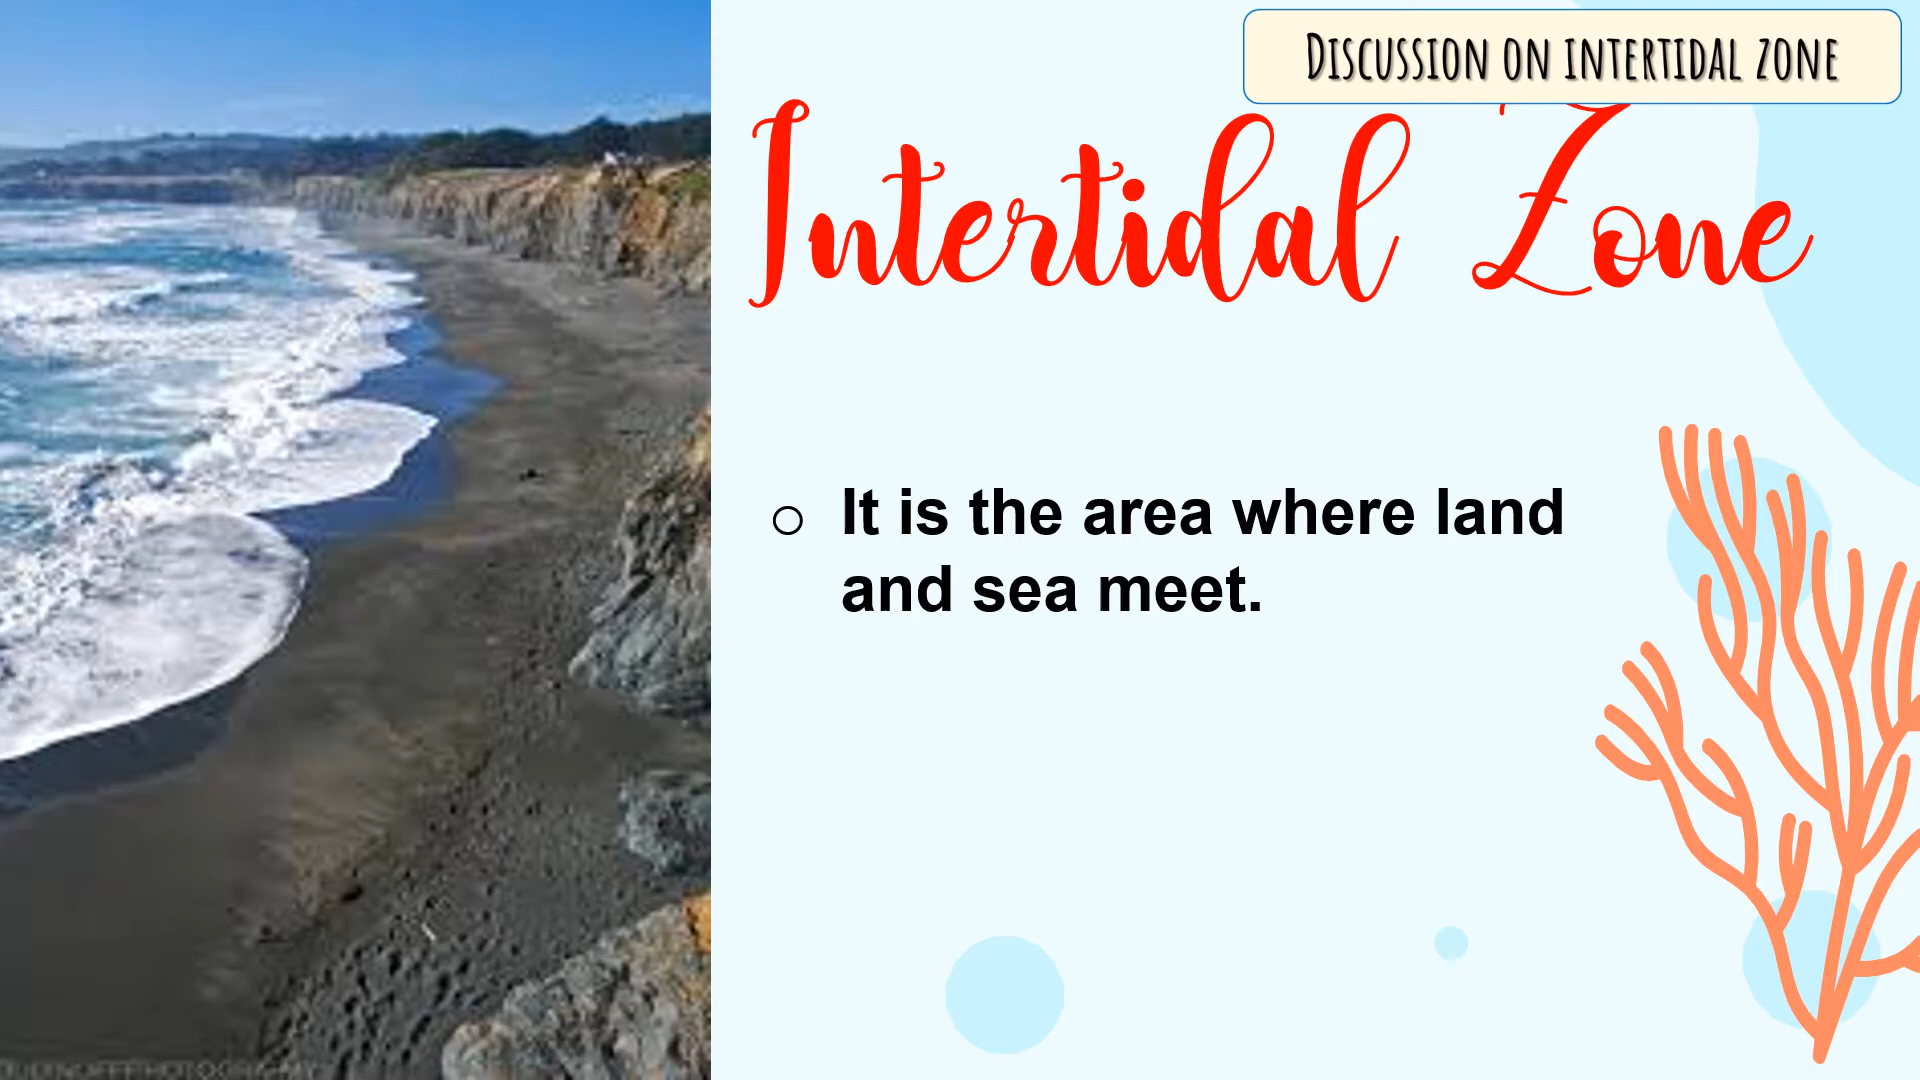 Discussion on intertidal zone
Intertidal Zone
o It is the area where land
and sea meet.